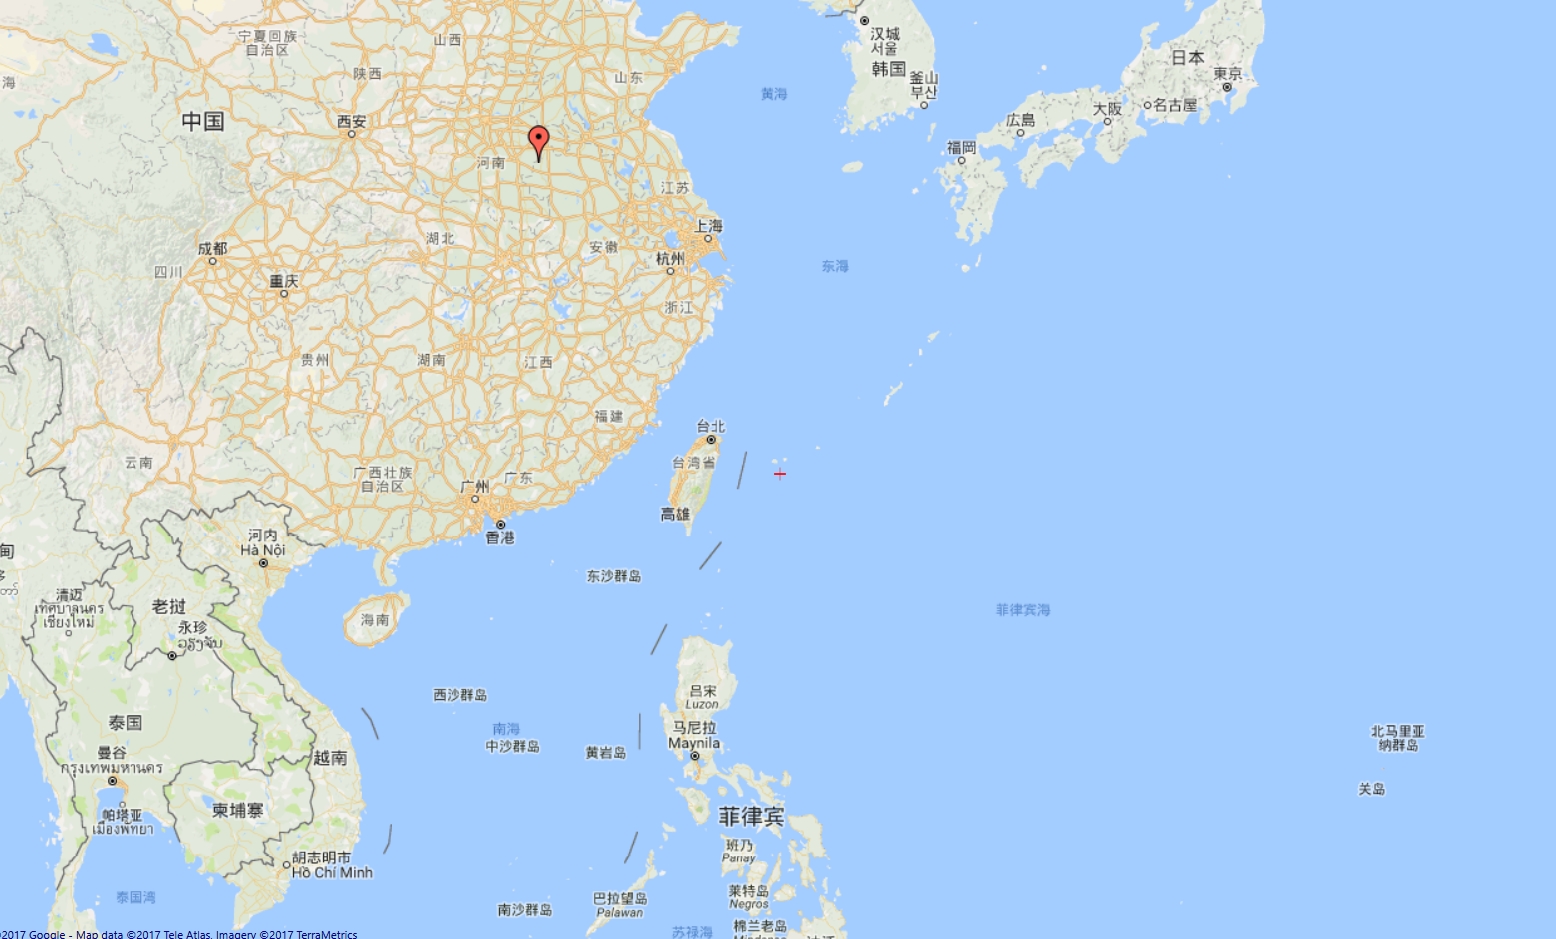 汉城
서울
韩国
釜山
부산
日本
東京
名古屋
大阪
広島
福岡
宁夏回族
自治区
山西
陕西
山东
黄海
海
中国
西安
河南
江苏
上海
杭州
安徽
湖北
成都
四川
重庆
东海
浙江
贵州
湖南
江西
福建
台北
台湾省
高雄
云南
广西壮族
自治区
广东
广州
香港
河内
Hà Nội
甸
东沙群岛
清迈
เทศบาลนคร
เชียงใหม่
老挝
永珍
海南
菲律宾海
吕宋
Luzon
西沙群岛
南海
中沙群岛
黄岩岛
马尼拉
Maynila
泰国
曼谷
กรุงเทพมหานคร
越南
北马里亚
纳群岛
关岛
帕塔亚
เมืองพัทยา
柬埔寨
菲律宾
班乃
Panay
胡志明市
Hồ Chí Minh
泰国湾
南沙群岛
巴拉望岛
Palawan
莱特岛
Negros
棉兰老岛
苏禄海
2017 Google - Map data ©2017 Tele Atlas, Imagery ©2017 TerraMetrics